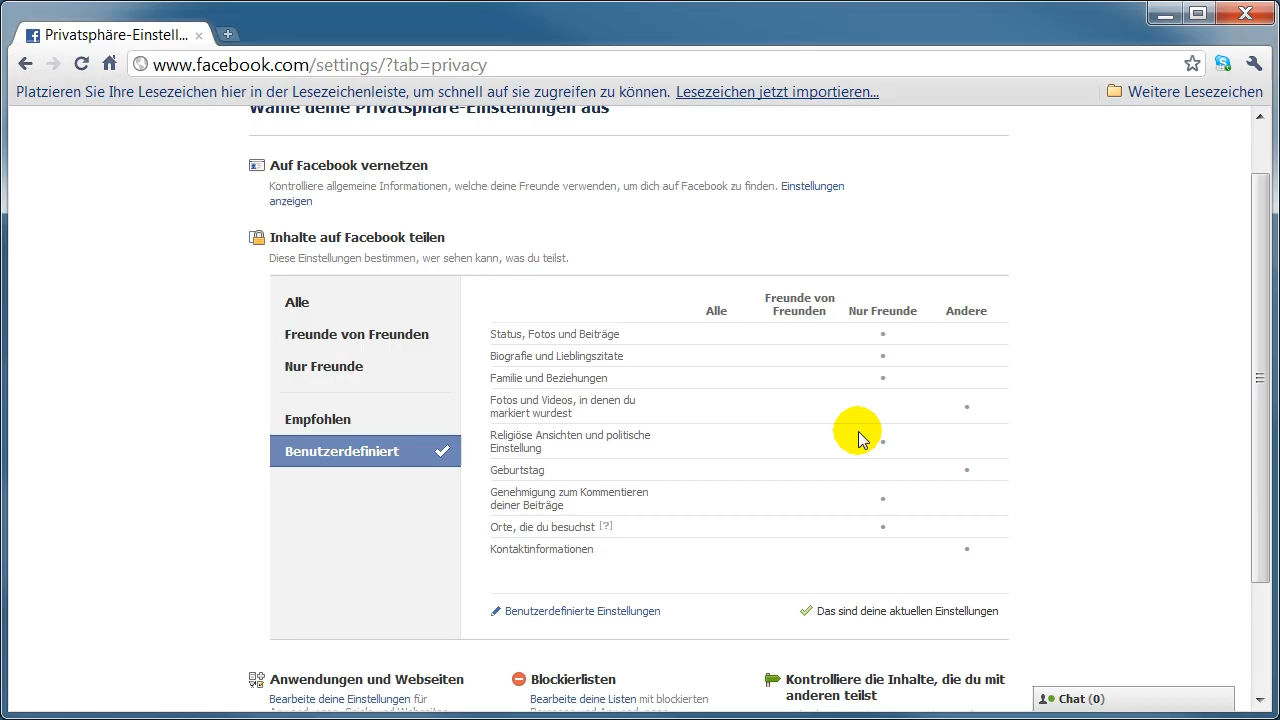 Privatsphäre-Einstell...
www.facebook.com/settings/?tab=privacy
Platzieren Sie Ihre Lesezeichen hier in der Lesezeichenleiste, um schnell auf sie zugreifen zu können. Lesezeichen jetzt importieren... Weitere Lesezeichen
Wähle deine Privatsphäre-Einstellungen aus
Auf Facebook vernetzen
Kontrolliere allgemeine Informationen, welche deine Freunde verwenden, um dich auf Facebook zu finden. Einstellungen
anzeigen
Inhalte auf Facebook teilen
Diese Einstellungen bestimmen, wer sehen kann, was du teilst.
Alle
Freunde von Freunden
Nur Freunde
Empfohlen
Benutzerdefiniert
Alle
Freunde von
Freunden
Nur Freunde
Andere
Status, Fotos und Beiträge
Biografie und Lieblingszitate
Familie und Beziehungen
Fotos und Videos, in denen du
markiert wurdest
Religiöse Ansichten und politische
Einstellung
Geburtstag
Genehmigung zum Kommentieren
deiner Beiträge
Orte, die du besuchst [?]
Kontaktinformationen
Benutzerdefinierte Einstellungen
Das sind deine aktuellen Einstellungen
Anwendungen und Webseiten
Bearbeite deine Einstellungen für
Blockierlisten
Bearbeite deine Listen mit blockierten
Kontrolliere die Inhalte, die du mit
anderen teilst
Chat (0)